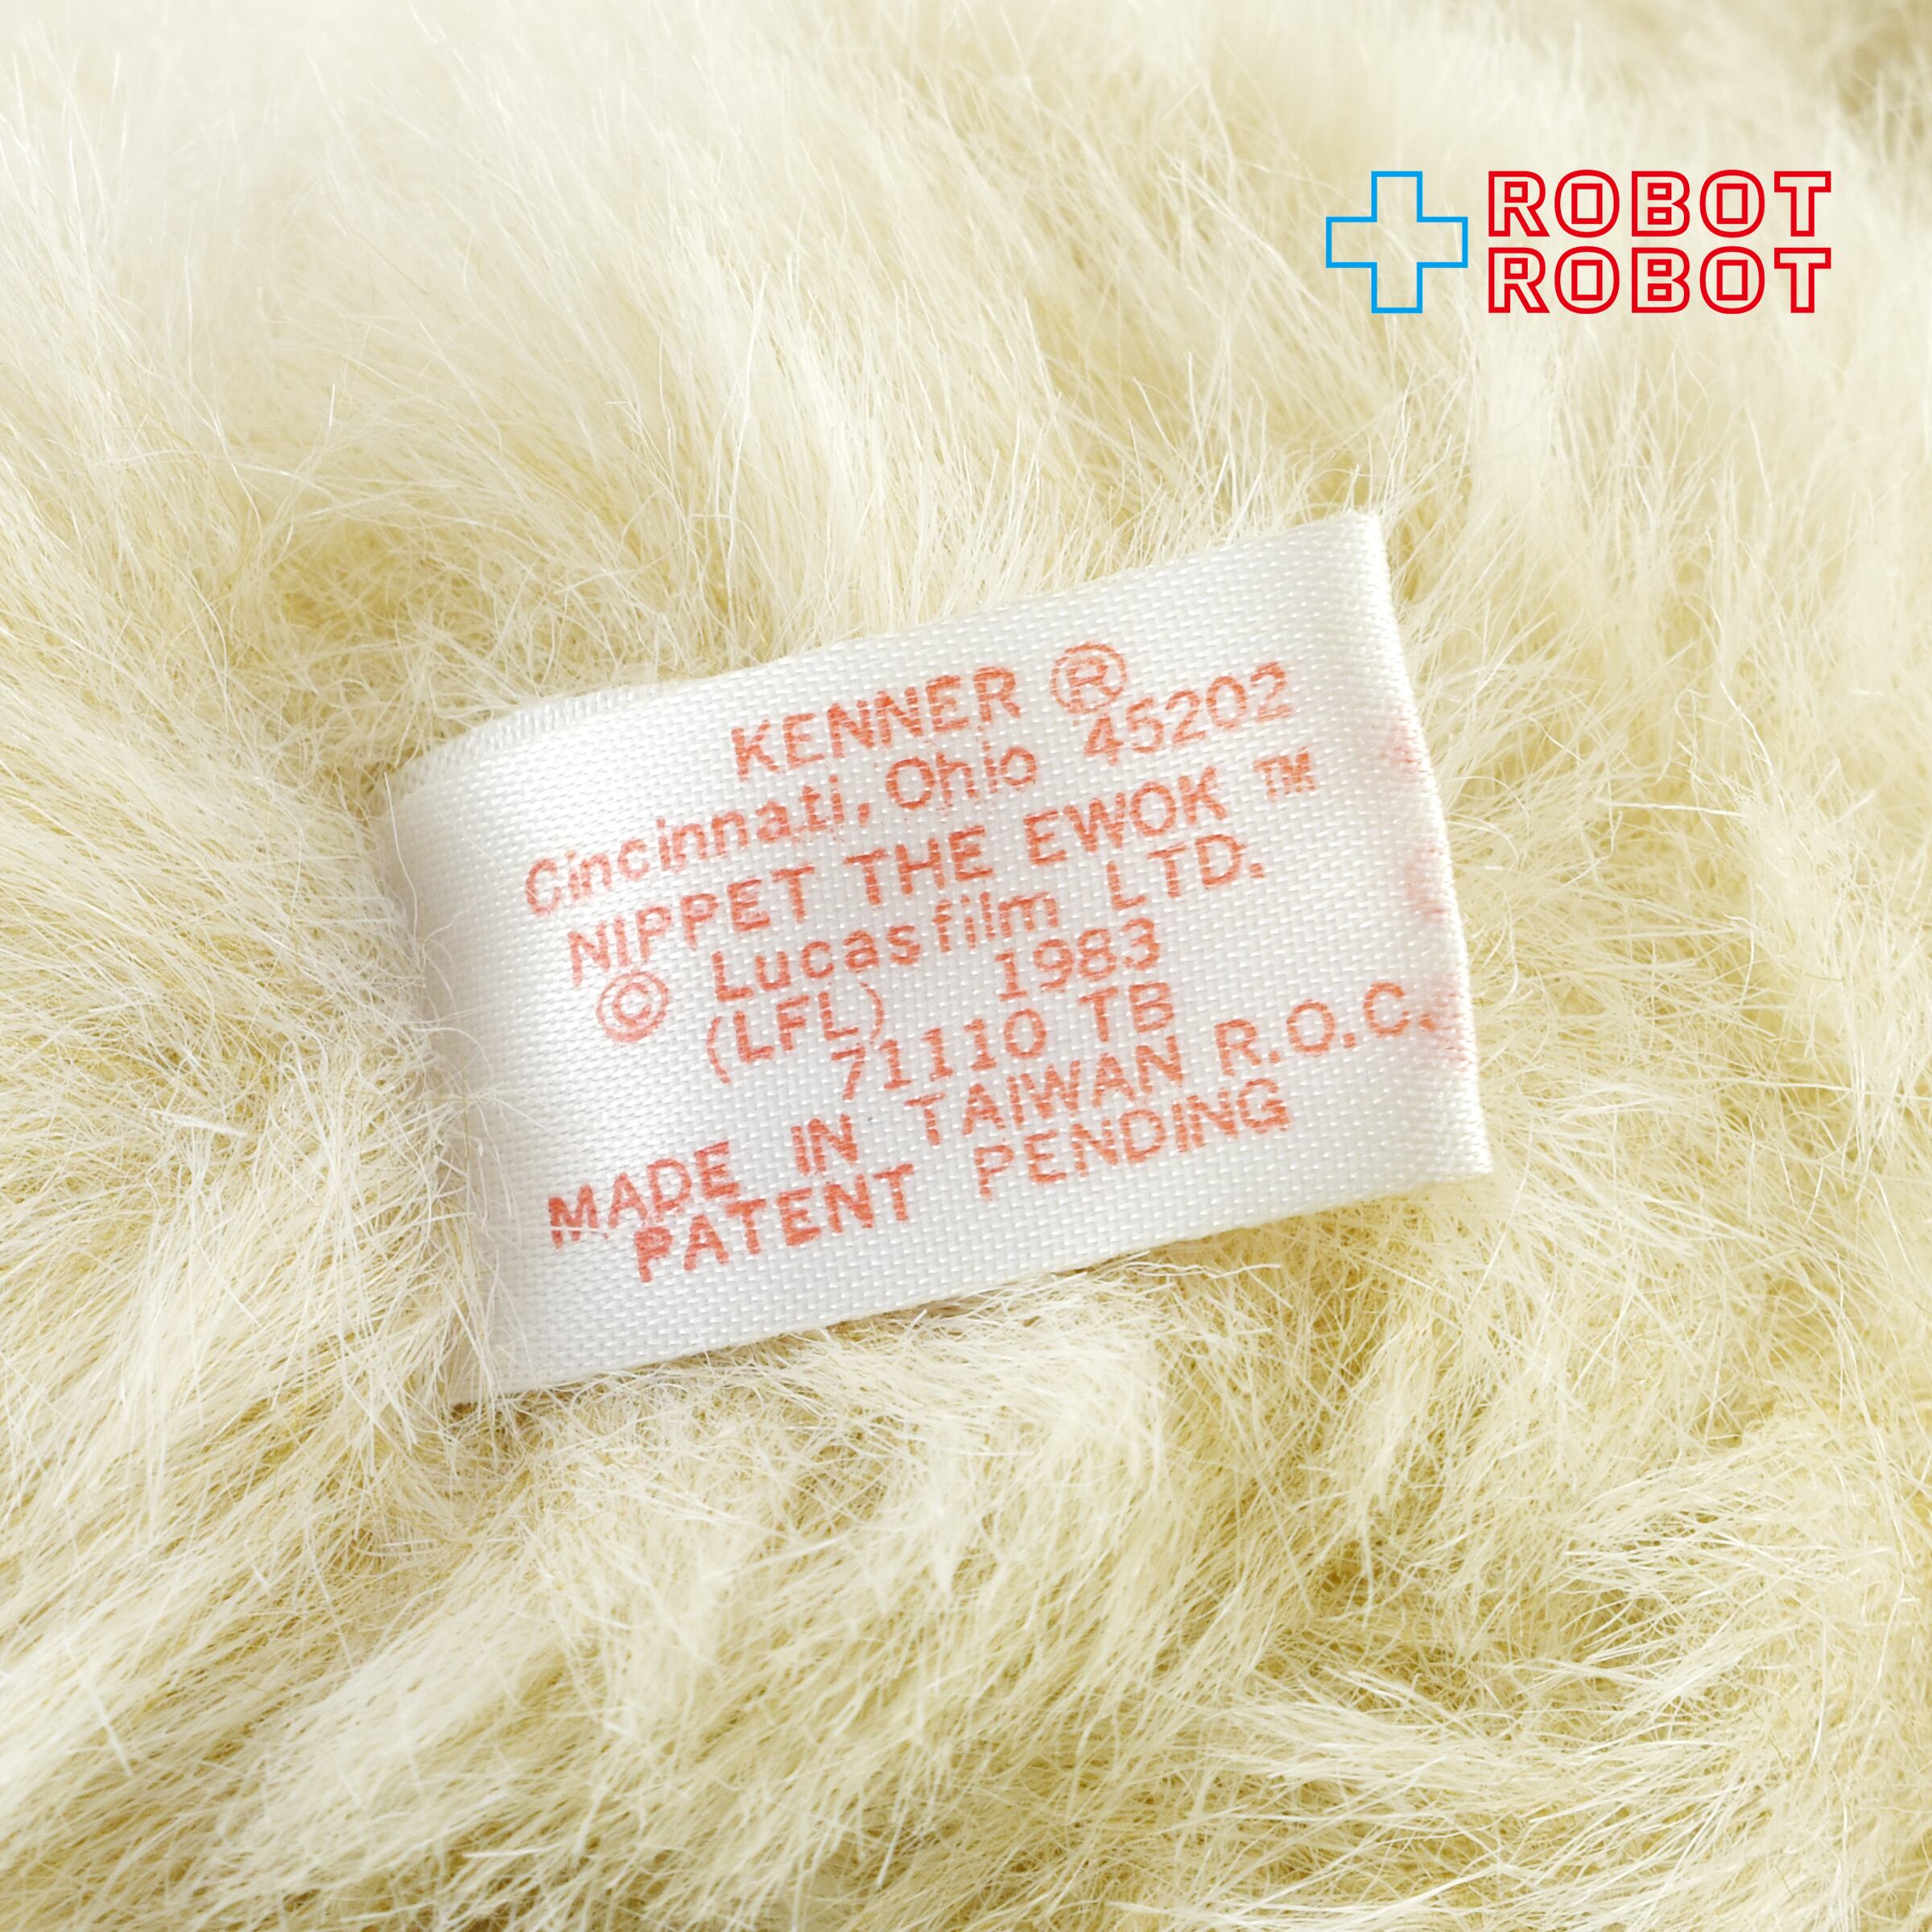 ROBOT
ROBOT
KENNER ®
Cincinnati, Ohio 45202
NIPPET THE EWOK ™
© Lucasfilm LTD.
(LFL) 1983
71110 TB
MADE IN TAIWAN R.O.C.
PATENT PENDING